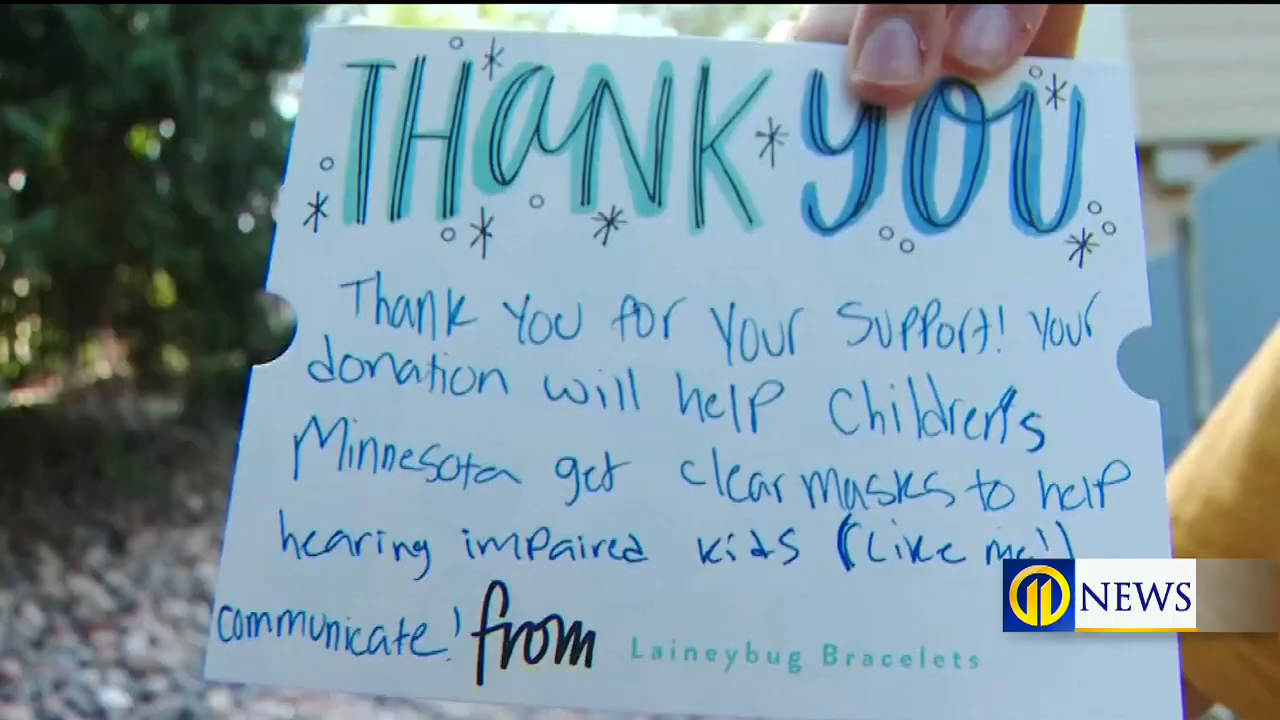 THANK YOU
Thank You for Your Support! Your
donation will help Children's
Minnesota get clear masks to help
hearing impaired kids (Like me!)
communicate! from Laineybug Bracelets
11 NEWS